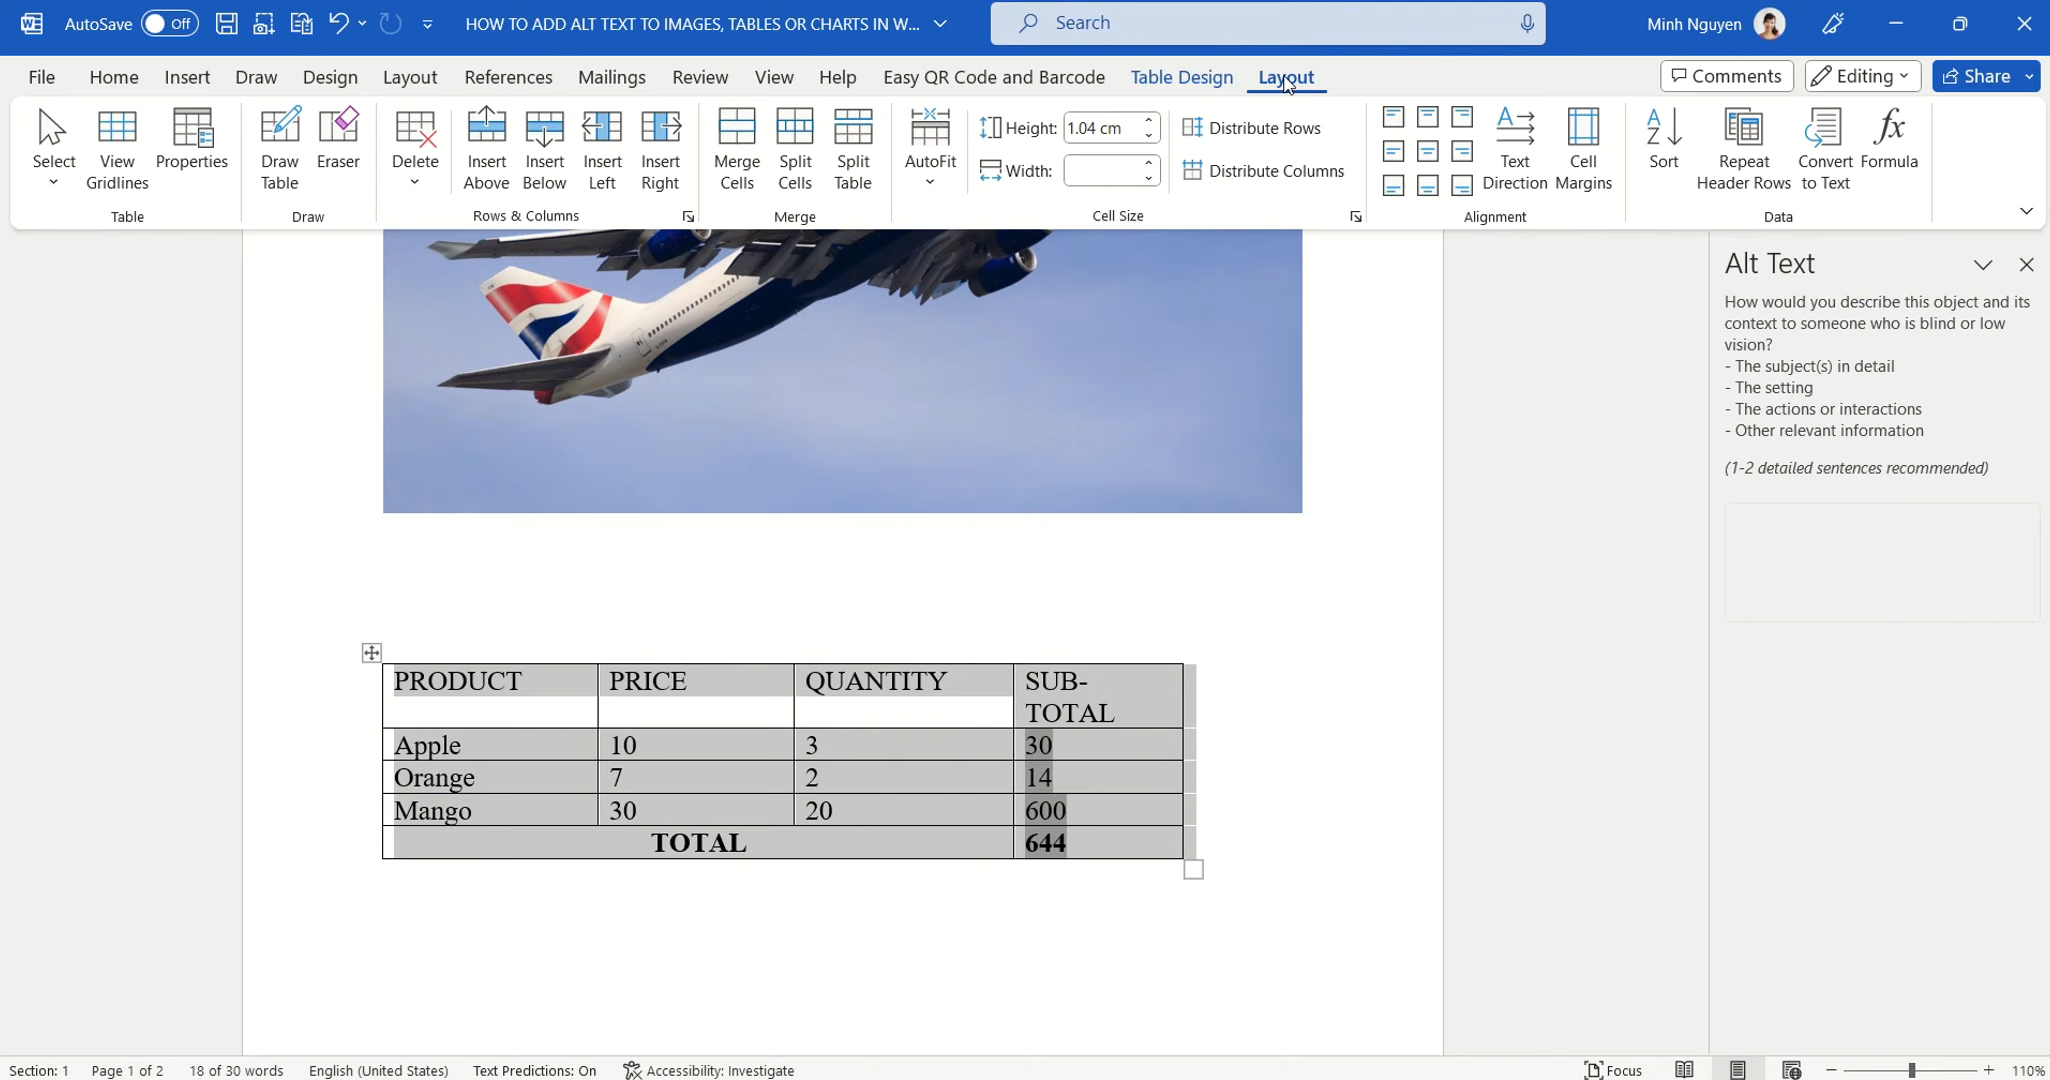 AutoSave Off HOW TO ADD ALT TEXT TO IMAGES, TABLES OR CHARTS IN W... Search Minh Nguyen
File Home Insert Draw Design Layout References Mailings Review View Help Easy QR Code and Barcode Table Design Layout Comments Editing Share
Select View Gridlines Properties
Table
Draw Table Eraser
Draw
Delete Insert Above Insert Below Insert Left Insert Right
Rows & Columns
Merge Cells Split Cells Split Table
Merge
AutoFit Height: 1.04 cm Distribute Rows
Width: Distribute Columns
Cell Size
Text Direction Cell Margins
Alignment
Sort Repeat Header Rows Convert to Text Formula
Data
PRODUCT PRICE QUANTITY SUB-
TOTAL
Apple 10 3 30
Orange 7 2 14
Mango 30 20 600
TOTAL 644
Alt Text
How would you describe this object and its
context to someone who is blind or low
vision?
- The subject(s) in detail
- The setting
- The actions or interactions
- Other relevant information
(1-2 detailed sentences recommended)
Section: 1 Page 1 of 2 18 of 30 words English (United States) Text Predictions: On Accessibility: Investigate Focus 110%